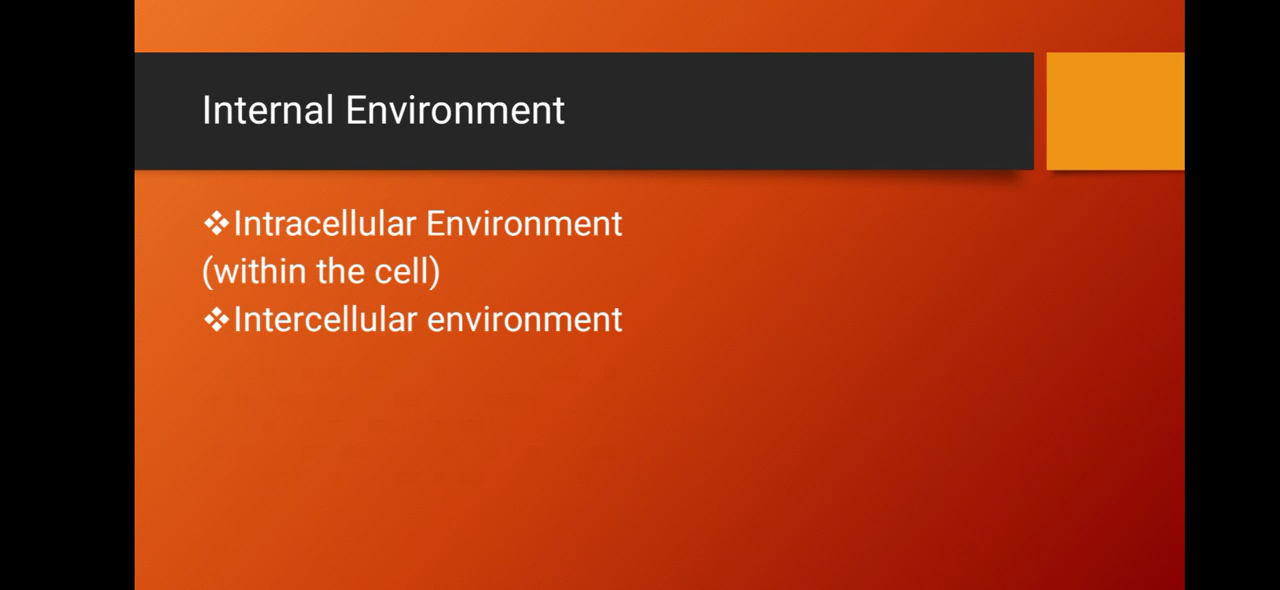 Internal Environment
❖Intracellular Environment
(within the cell)
❖Intercellular environment